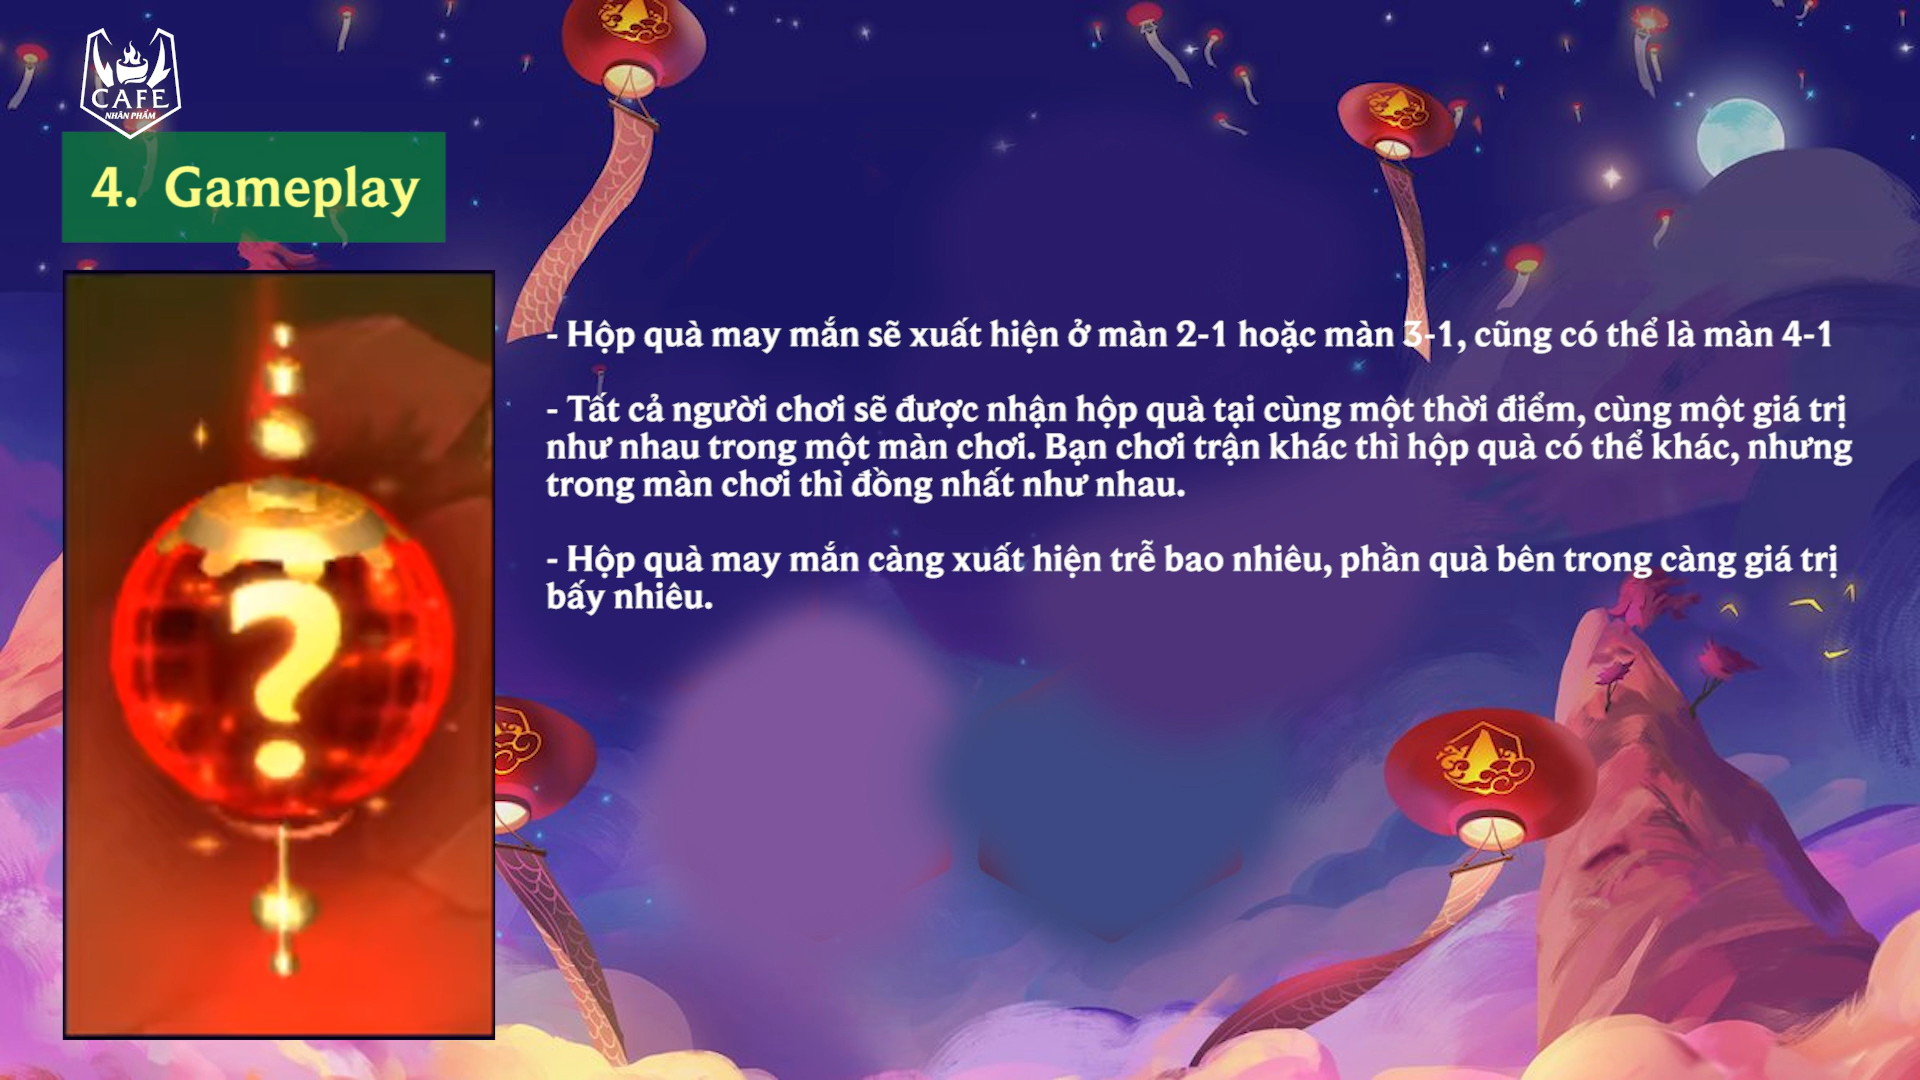 CAFE
NHÂN PHẨM
4. Gameplay
?
- Hộp quà may mắn sẽ xuất hiện ở màn 2-1 hoặc màn 3-1, cũng có thể là màn 4-1
- Tất cả người chơi sẽ được nhận hộp quà tại cùng một thời điểm, cùng một giá trị
như nhau trong một màn chơi. Bạn chơi trận khác thì hộp quà có thể khác, nhưng
trong màn chơi thì đồng nhất như nhau.
- Hộp quà may mắn càng xuất hiện trễ bao nhiêu, phần quà bên trong càng giá trị
bấy nhiêu.